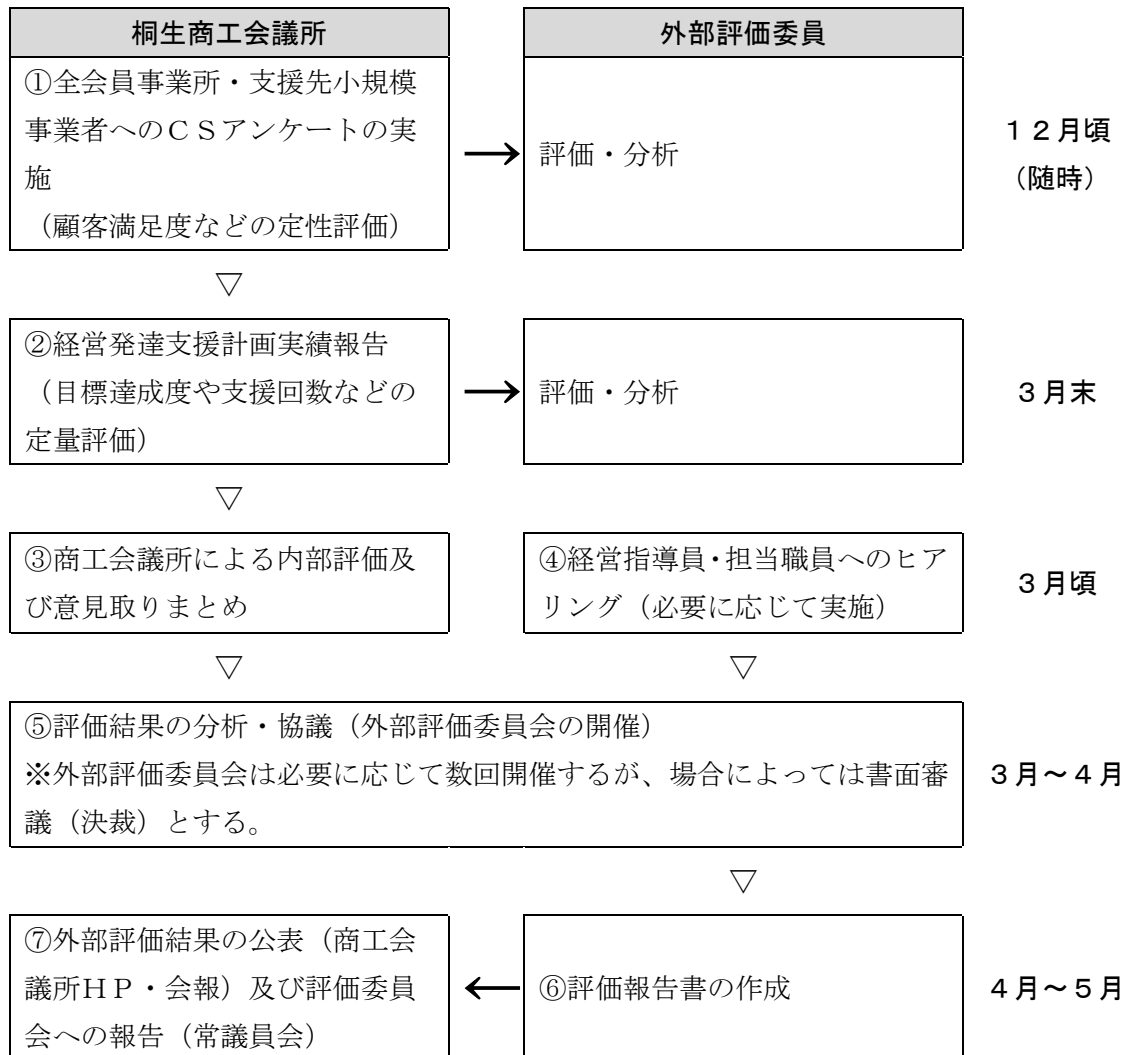 桐生商工会議所
外部評価委員
①全会員事業所・支援先小規模
事業者へのＣＳアンケートの実
施
（顧客満足度などの定性評価）
→
評価・分析
１２月頃
（随時）
▽
②経営発達支援計画実績報告
（目標達成度や支援回数などの
定量評価）
→
評価・分析
３月末
▽
③商工会議所による内部評価及
び意見取りまとめ
④経営指導員・担当職員へのヒア
リング（必要に応じて実施）
３月頃
▽
▽
⑤評価結果の分析・協議（外部評価委員会の開催）
※外部評価委員会は必要に応じて数回開催するが、場合によっては書面審
議（決裁）とする。
３月～４月
▽
⑦外部評価結果の公表（商工会
議所ＨＰ・会報）及び評価委員
会への報告（常議員会）
←
⑥評価報告書の作成
４月～５月